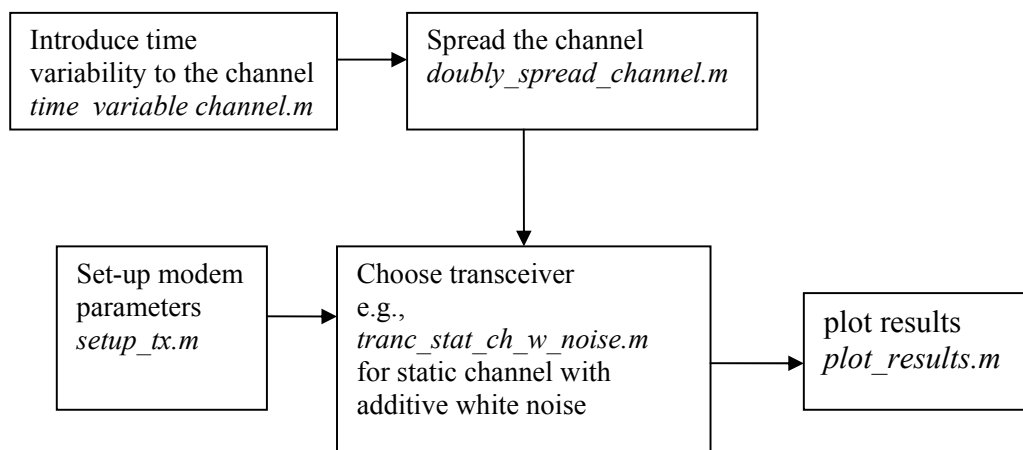 Introduce time
variability to the channel
time variable channel.m
Spread the channel
doubly_spread_channel.m
Set-up modem
parameters
setup_tx.m
Choose transceiver
e.g.,
tranc_stat_ch_w_noise.m
for static channel with
additive white noise
plot results
plot_results.m